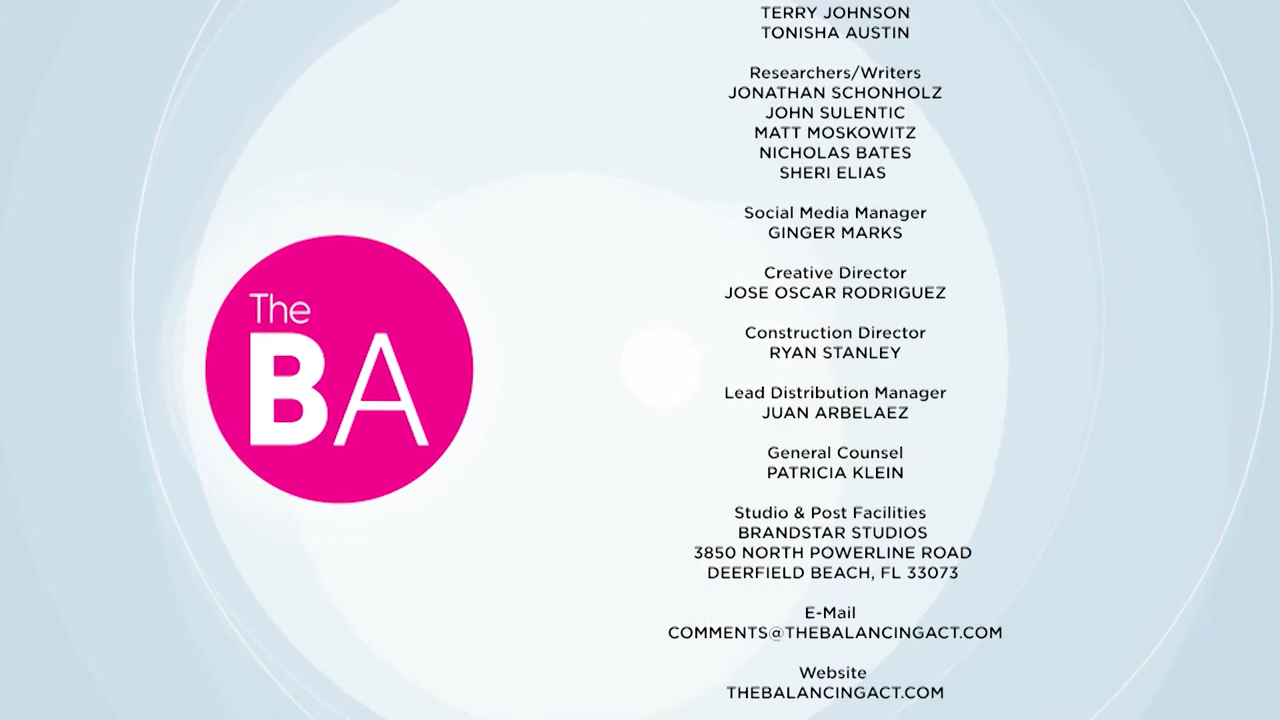 The
BA
TERRY JOHNSON
TONISHA AUSTIN
Researchers/Writers
JONATHAN SCHONHOLZ
JOHN SULENTIC
MATT MOSKOWITZ
NICHOLAS BATES
SHERI ELIAS
Social Media Manager
GINGER MARKS
Creative Director
JOSE OSCAR RODRIGUEZ
Construction Director
RYAN STANLEY
Lead Distribution Manager
JUAN ARBELAEZ
General Counsel
PATRICIA KLEIN
Studio & Post Facilities
BRANDSTAR STUDIOS
3850 NORTH POWERLINE ROAD
DEERFIELD BEACH, FL 33073
E-Mail
COMMENTS@THEBALANCINGACT.COM
Website
THEBALANCINGACT.COM